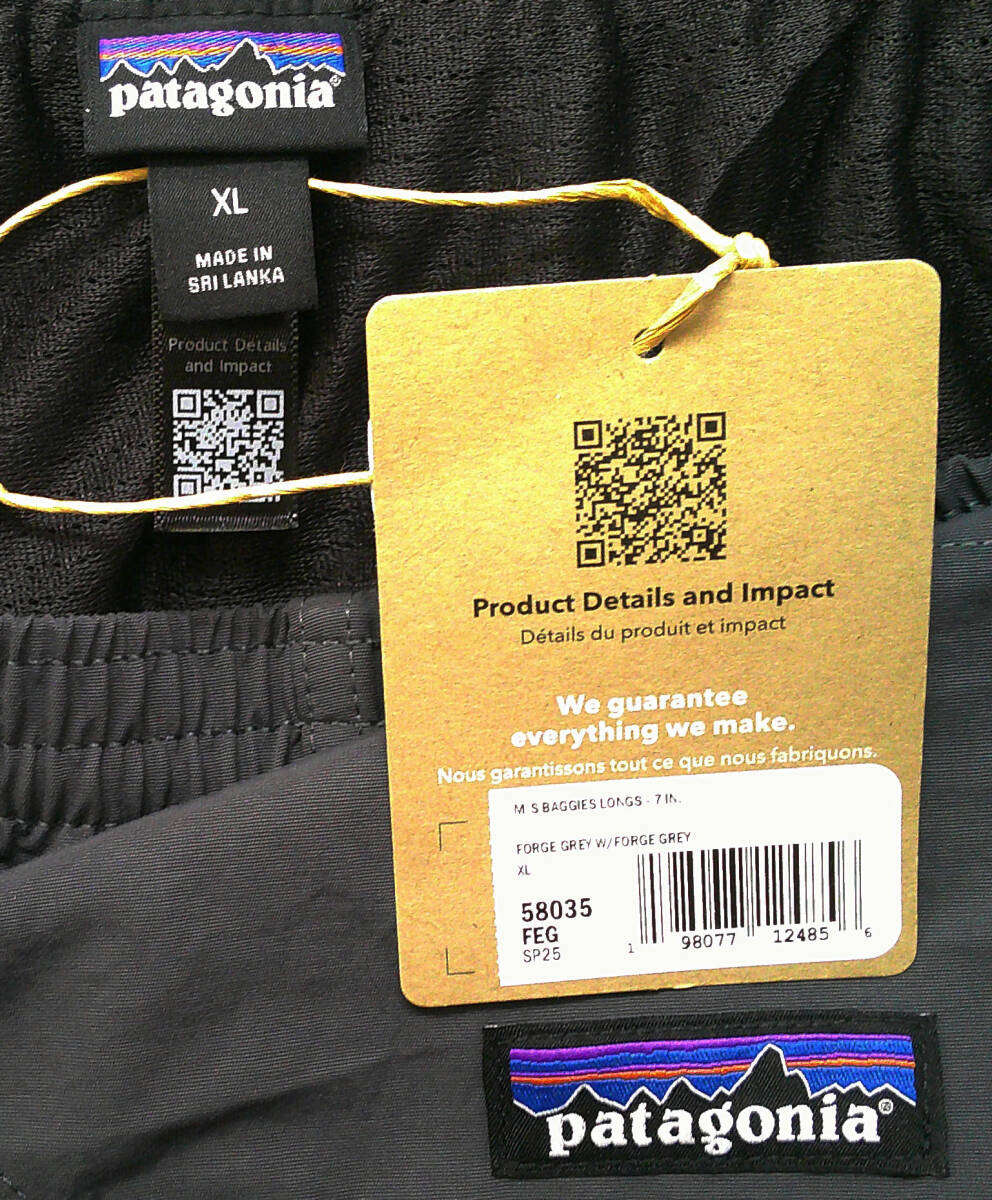 patagonia®
XL
MADE IN
SRI LANKA
Product Details
and Impact
Product Details and Impact
Détails du produit et impact
We guarantee
everything we make.
Nous garantissons tout ce que nous fabriquons.
M S BAGGIES LONGS - 7 IN.
FORGE GREY W/FORGE GREY
XL
58035
FEG
SP25
1 98077 12485 6
patagonia®